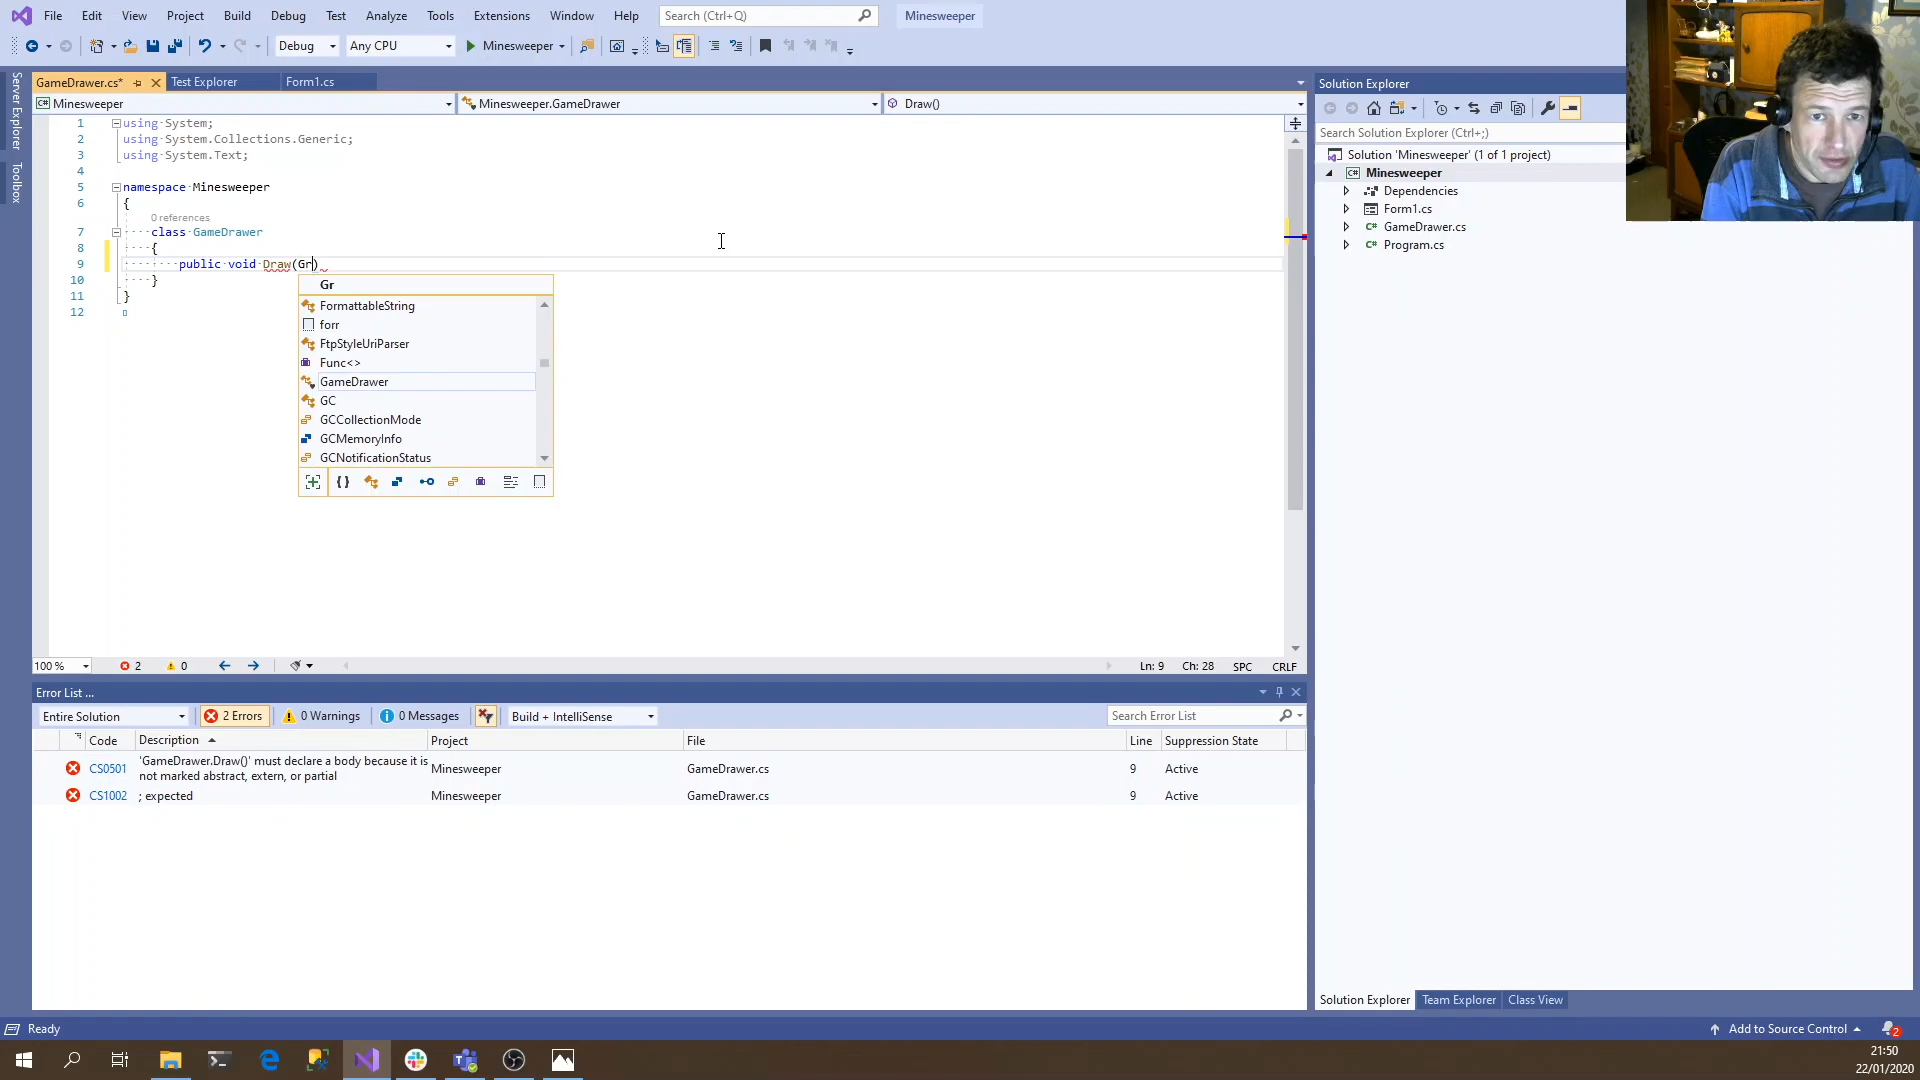 File Edit View Project Build Debug Test Analyze Tools Extensions Window Help Search (Ctrl+Q) Minesweeper
Debug Any CPU Minesweeper
GameDrawer.cs* Test Explorer Form1.cs
Minesweeper Minesweeper.GameDrawer Draw()
Server Explorer
Toolbox
1 using System;
2 using System.Collections.Generic;
3 using System.Text;
4
5 namespace Minesweeper
6 {
0 references
7 class GameDrawer
8 {
9 public void Draw(Gr)
10 }
11 }
12
Gr
FormattableString
forr
FtpStyleUriParser
Func<>
GameDrawer
GC
GCCollectionMode
GCMemoryInfo
GCNotificationStatus
100 % 2 0 Ln: 9 Ch: 28 SPC CRLF
Error List ...
Entire Solution 2 Errors 0 Warnings 0 Messages Build + IntelliSense Search Error List
Code Description Project File Line Suppression State
CS0501 'GameDrawer.Draw()' must declare a body because it is not marked abstract, extern, or partial Minesweeper GameDrawer.cs 9 Active
CS1002 ; expected Minesweeper GameDrawer.cs 9 Active
Solution Explorer
Search Solution Explorer (Ctrl+;)
Solution 'Minesweeper' (1 of 1 project)
Minesweeper
Dependencies
Form1.cs
GameDrawer.cs
Program.cs
Solution Explorer Team Explorer Class View
Ready Add to Source Control 2
21:50
22/01/2020